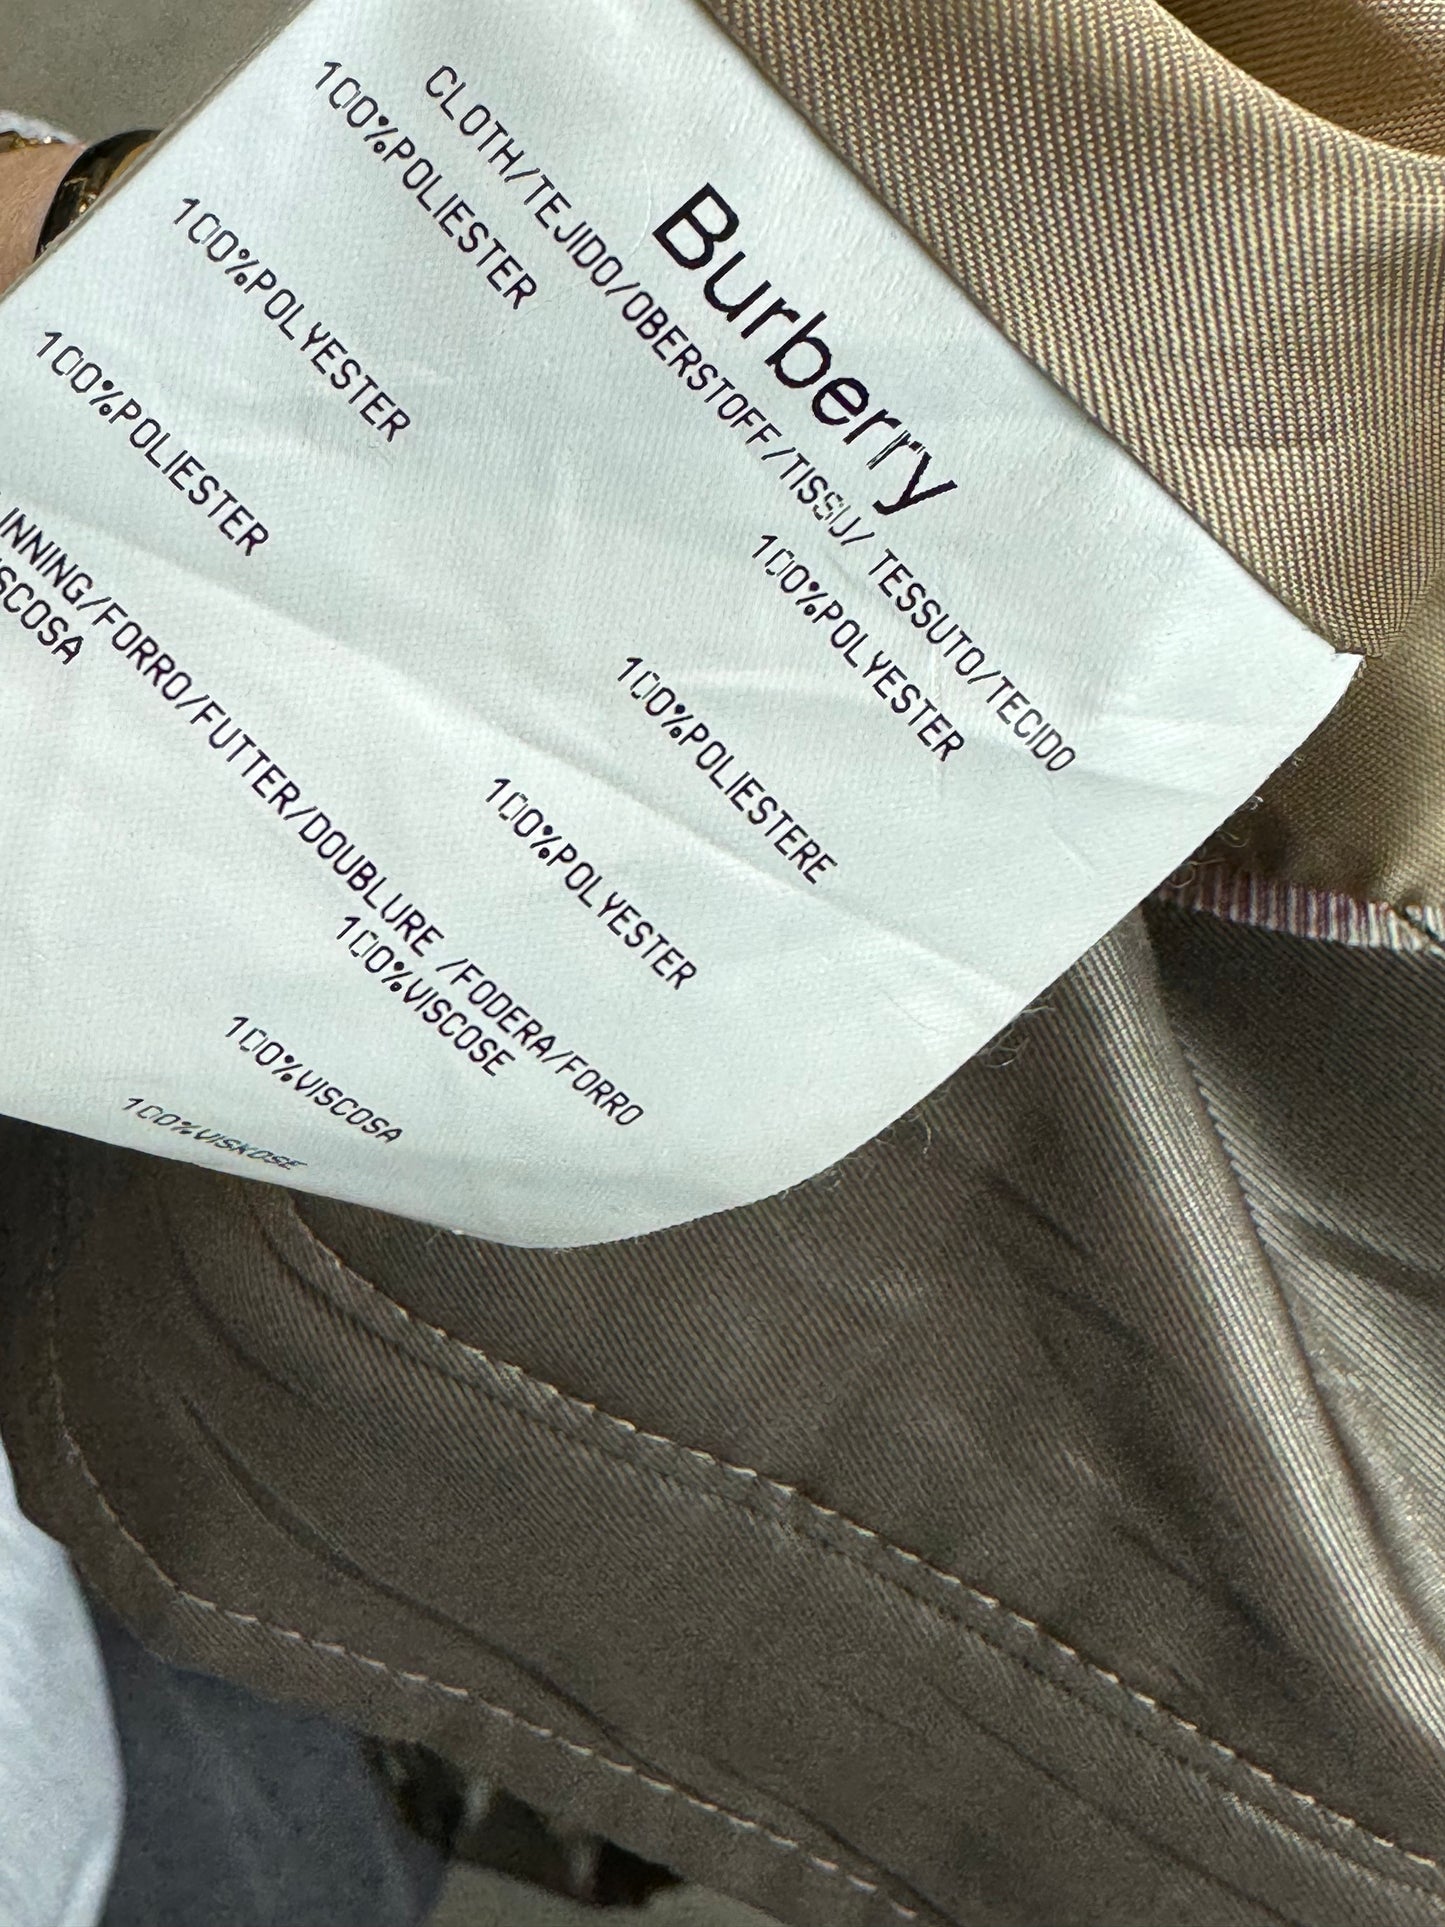 Burberry
CLOTH/TEJIDO/OBERSTOFF/TISSU/ TESSUTO/TECIDO
100%POLIESTER 100%POLYESTER
100%POLYESTER 100%POLIESTERE
100%POLIESTER 100%POLYESTER
INNING/FORRO/FUTTER/DOUBLURE /FODERA/FORRO
SCOSA 100%VISCOSE
100%VISCOSA
100%VISKOSE